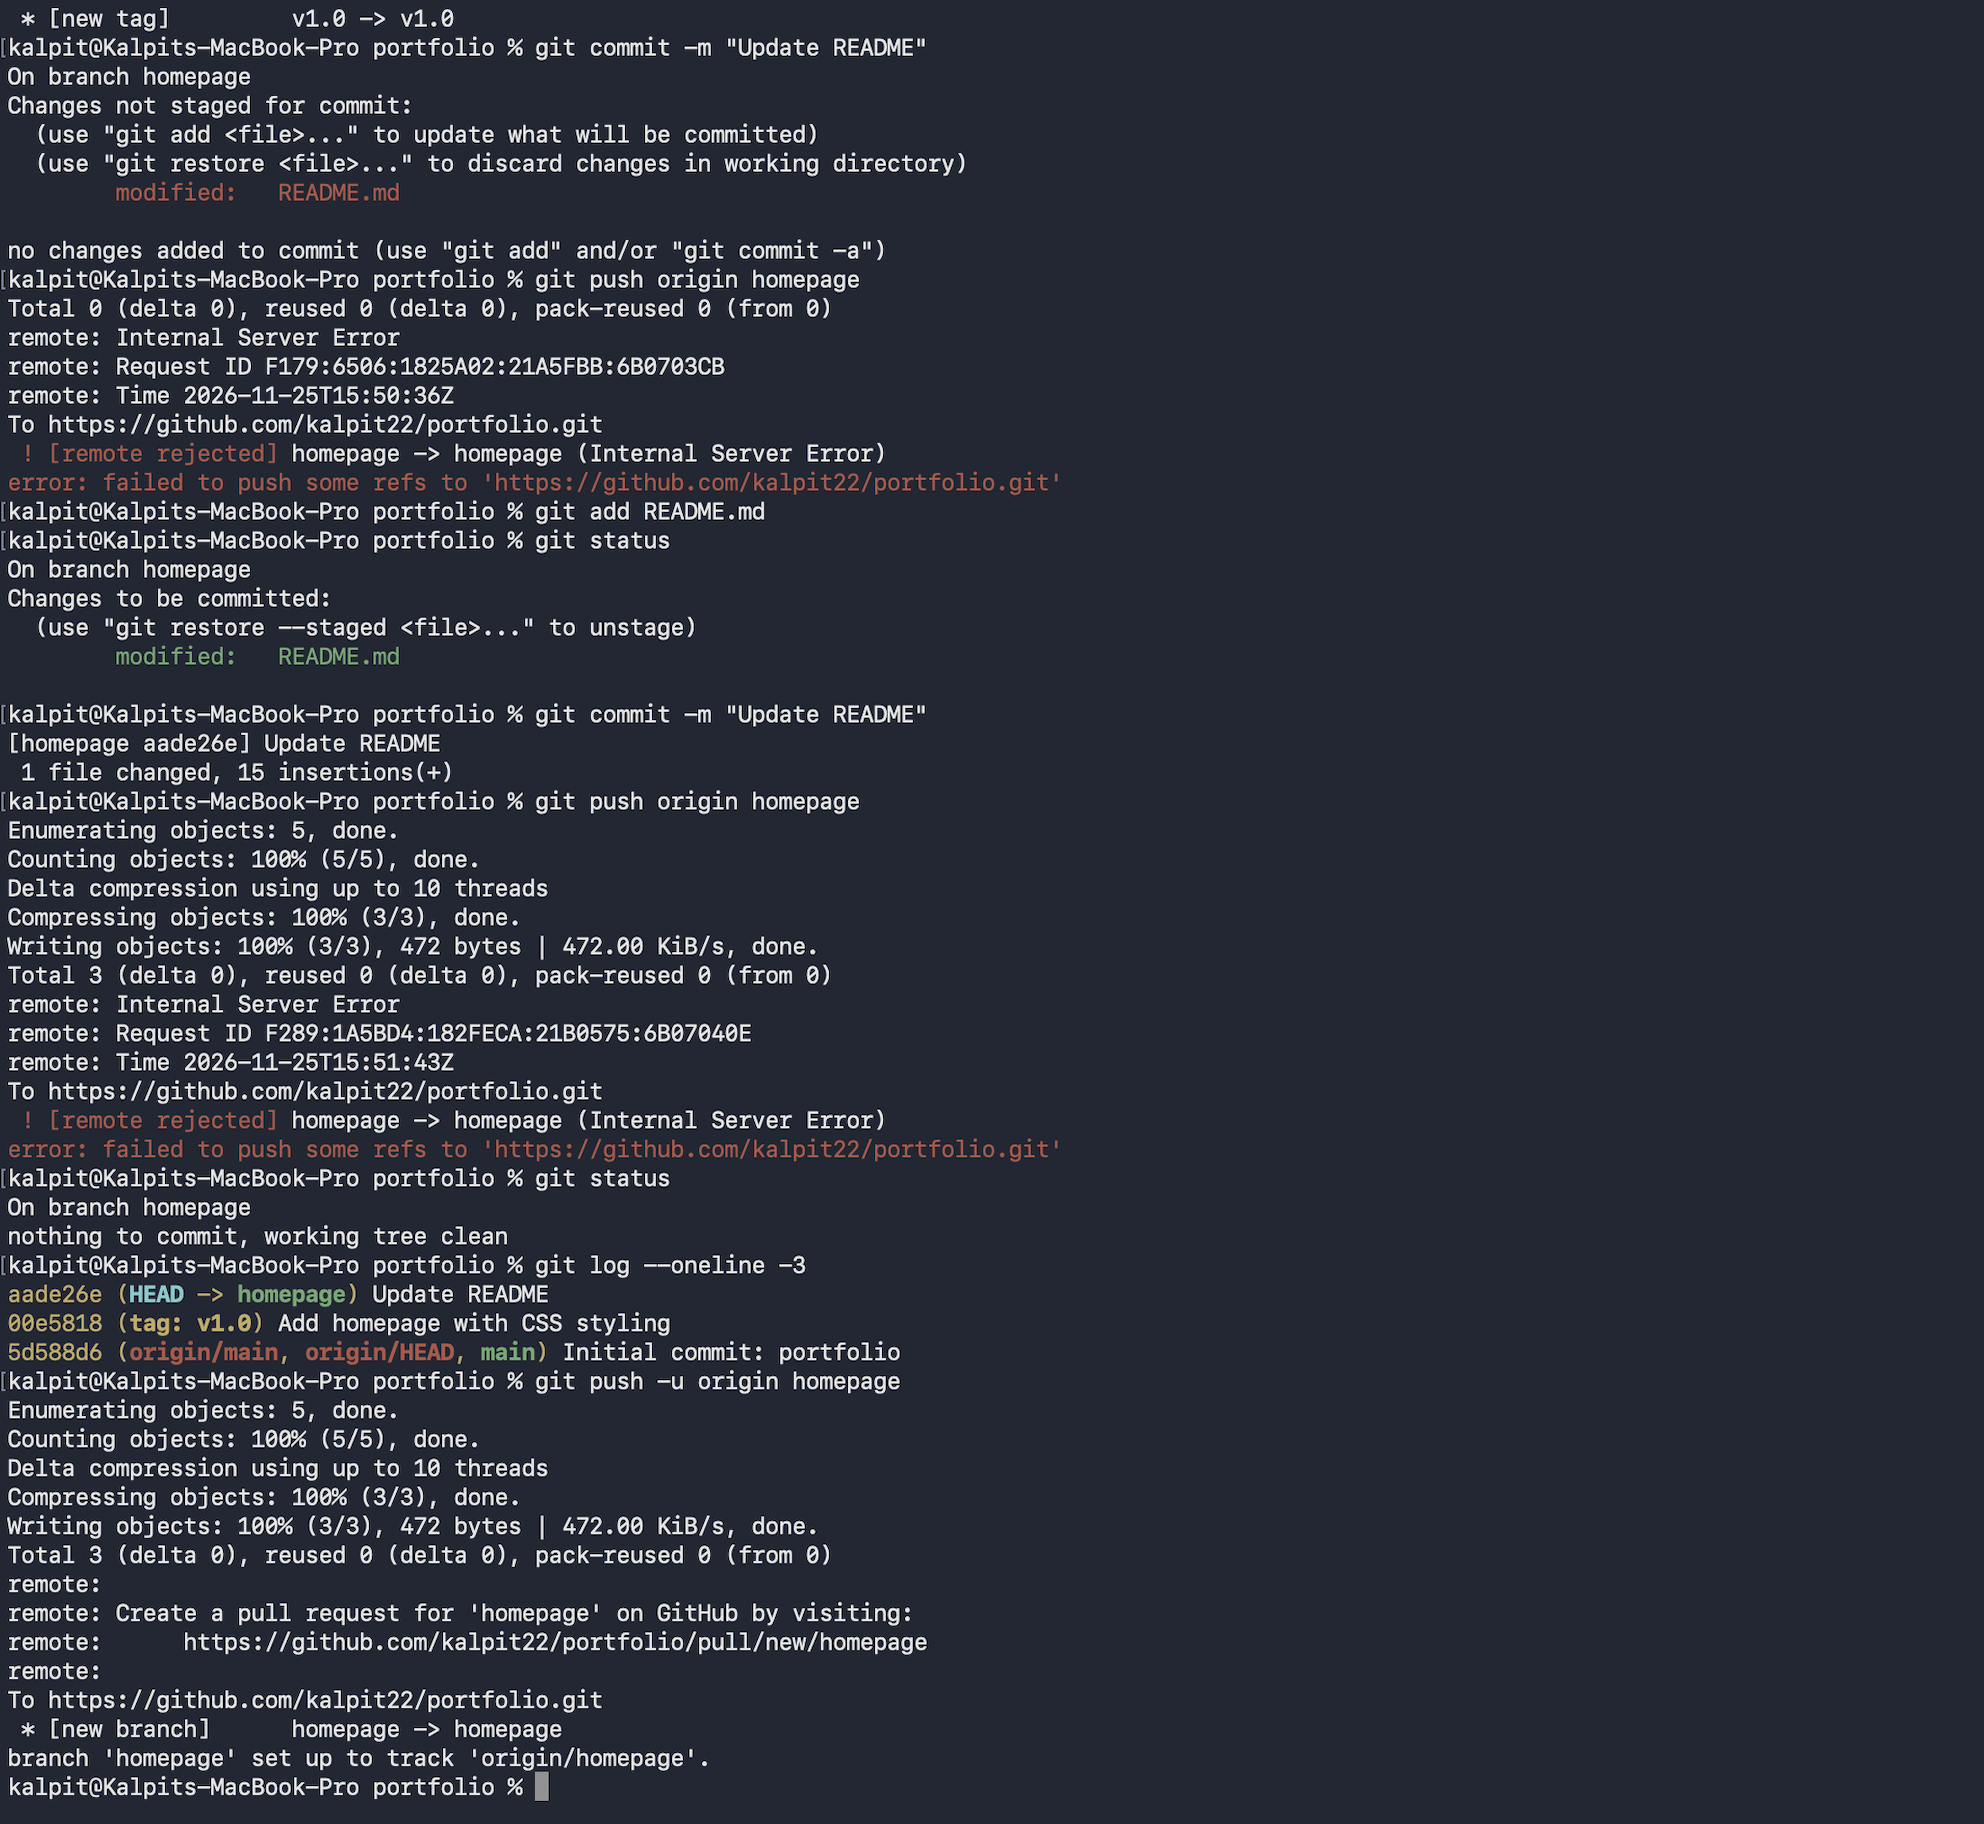 * [new tag]         v1.0 -> v1.0
[kalpit@Kalpits-MacBook-Pro portfolio % git commit -m "Update README"
On branch homepage
Changes not staged for commit:
  (use "git add <file>..." to update what will be committed)
  (use "git restore <file>..." to discard changes in working directory)
        modified:   README.md

no changes added to commit (use "git add" and/or "git commit -a")
[kalpit@Kalpits-MacBook-Pro portfolio % git push origin homepage
Total 0 (delta 0), reused 0 (delta 0), pack-reused 0 (from 0)
remote: Internal Server Error
remote: Request ID F179:6506:1825A02:21A5FBB:6B0703CB
remote: Time 2026-11-25T15:50:36Z
To https://github.com/kalpit22/portfolio.git
 ! [remote rejected] homepage -> homepage (Internal Server Error)
error: failed to push some refs to 'https://github.com/kalpit22/portfolio.git'
[kalpit@Kalpits-MacBook-Pro portfolio % git add README.md
[kalpit@Kalpits-MacBook-Pro portfolio % git status
On branch homepage
Changes to be committed:
  (use "git restore --staged <file>..." to unstage)
        modified:   README.md

[kalpit@Kalpits-MacBook-Pro portfolio % git commit -m "Update README"
[homepage aade26e] Update README
 1 file changed, 15 insertions(+)
[kalpit@Kalpits-MacBook-Pro portfolio % git push origin homepage
Enumerating objects: 5, done.
Counting objects: 100% (5/5), done.
Delta compression using up to 10 threads
Compressing objects: 100% (3/3), done.
Writing objects: 100% (3/3), 472 bytes | 472.00 KiB/s, done.
Total 3 (delta 0), reused 0 (delta 0), pack-reused 0 (from 0)
remote: Internal Server Error
remote: Request ID F289:1A5BD4:182FECA:21B0575:6B07040E
remote: Time 2026-11-25T15:51:43Z
To https://github.com/kalpit22/portfolio.git
 ! [remote rejected] homepage -> homepage (Internal Server Error)
error: failed to push some refs to 'https://github.com/kalpit22/portfolio.git'
[kalpit@Kalpits-MacBook-Pro portfolio % git status
On branch homepage
nothing to commit, working tree clean
[kalpit@Kalpits-MacBook-Pro portfolio % git log --oneline -3
aade26e (HEAD -> homepage) Update README
00e5818 (tag: v1.0) Add homepage with CSS styling
5d588d6 (origin/main, origin/HEAD, main) Initial commit: portfolio
[kalpit@Kalpits-MacBook-Pro portfolio % git push -u origin homepage
Enumerating objects: 5, done.
Counting objects: 100% (5/5), done.
Delta compression using up to 10 threads
Compressing objects: 100% (3/3), done.
Writing objects: 100% (3/3), 472 bytes | 472.00 KiB/s, done.
Total 3 (delta 0), reused 0 (delta 0), pack-reused 0 (from 0)
remote:
remote: Create a pull request for 'homepage' on GitHub by visiting:
remote:      https://github.com/kalpit22/portfolio/pull/new/homepage
remote:
To https://github.com/kalpit22/portfolio.git
 * [new branch]      homepage -> homepage
branch 'homepage' set up to track 'origin/homepage'.
kalpit@Kalpits-MacBook-Pro portfolio %